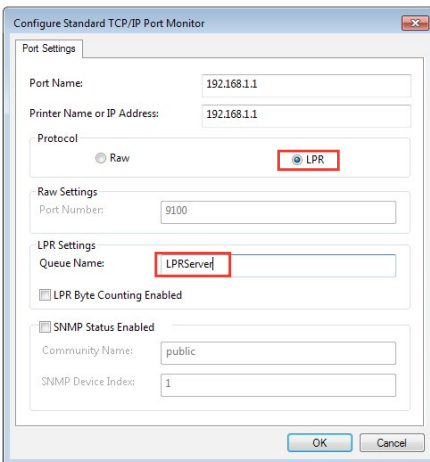 Configure Standard TCP/IP Port Monitor
Port Settings
Port Name: 192.168.1.1
Printer Name or IP Address: 192.168.1.1
Protocol
Raw LPR
Raw Settings
Port Number: 9100
LPR Settings
Queue Name: LPRServer
LPR Byte Counting Enabled
SNMP Status Enabled
Community Name: public
SNMP Device Index: 1
OK Cancel